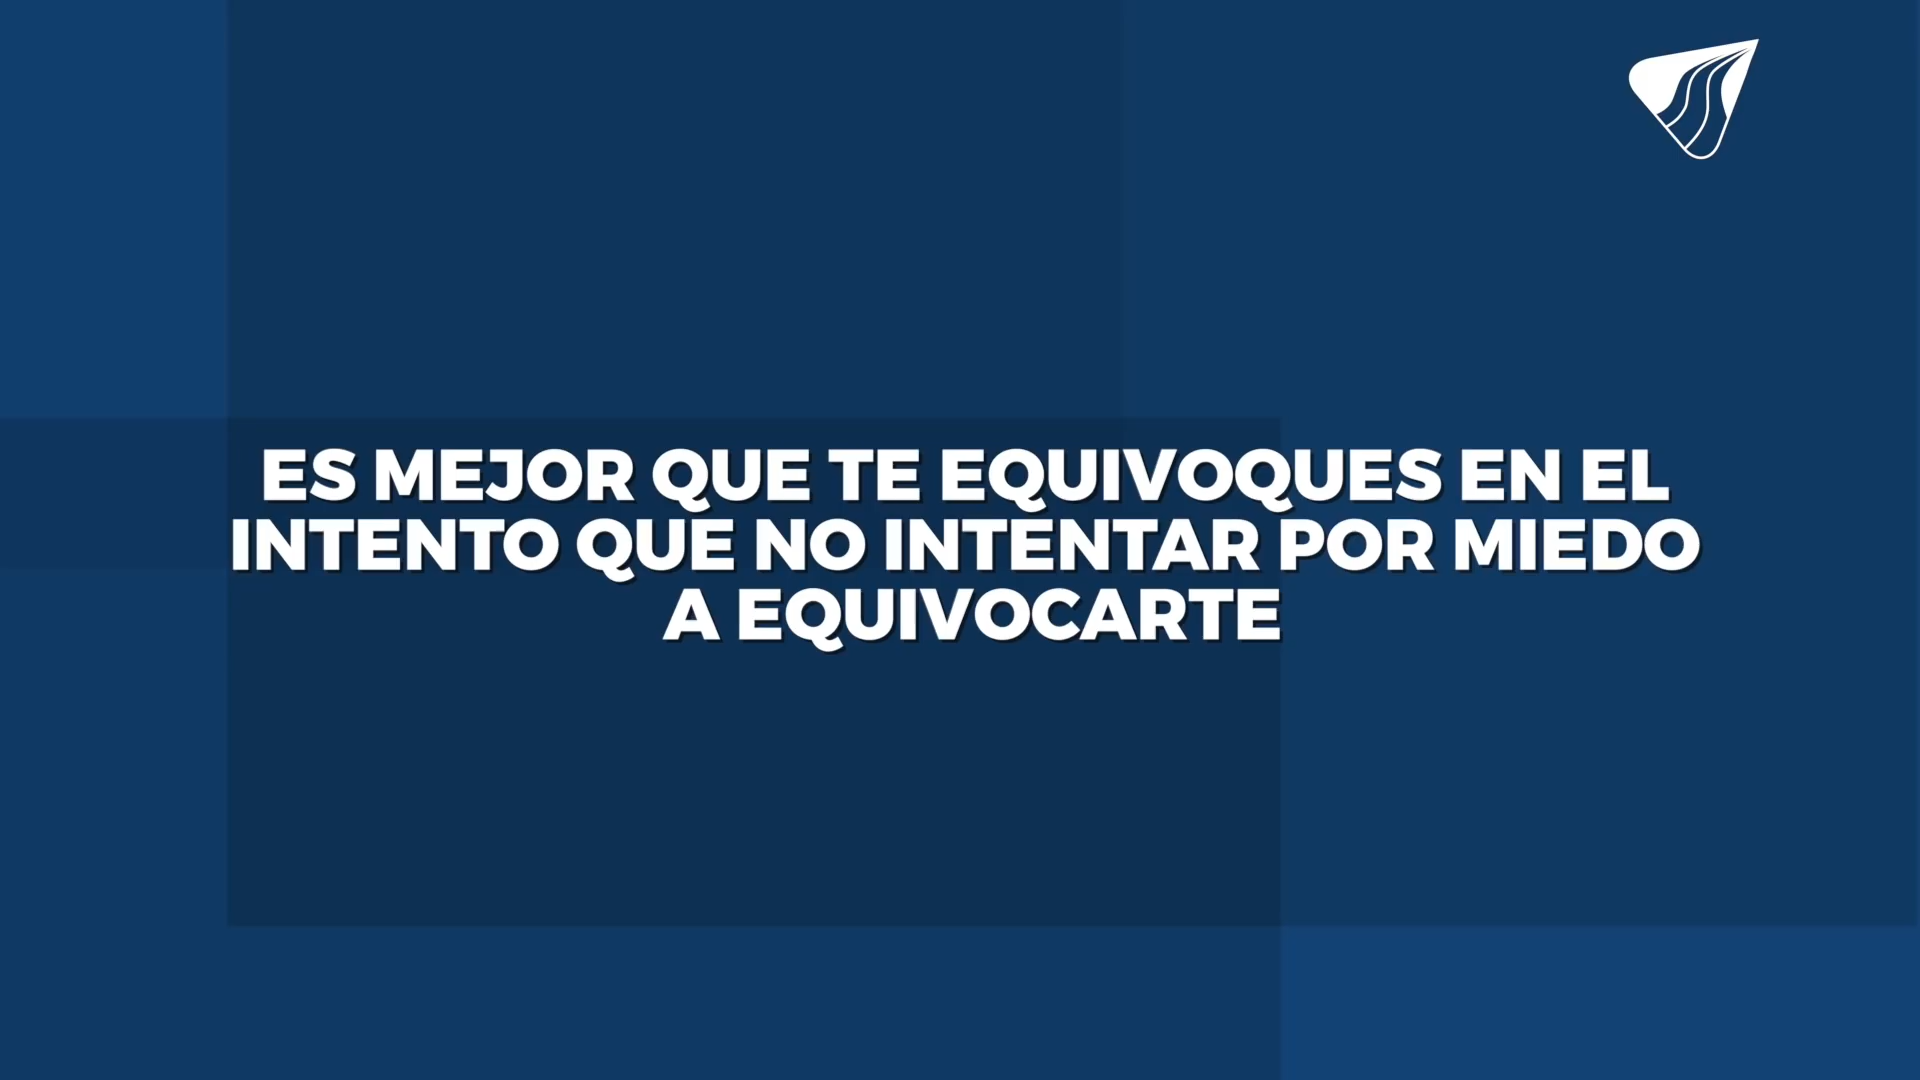 ES MEJOR QUE TE EQUIVOQUES EN EL
INTENTO QUE NO INTENTAR POR MIEDO
A EQUIVOCARTE